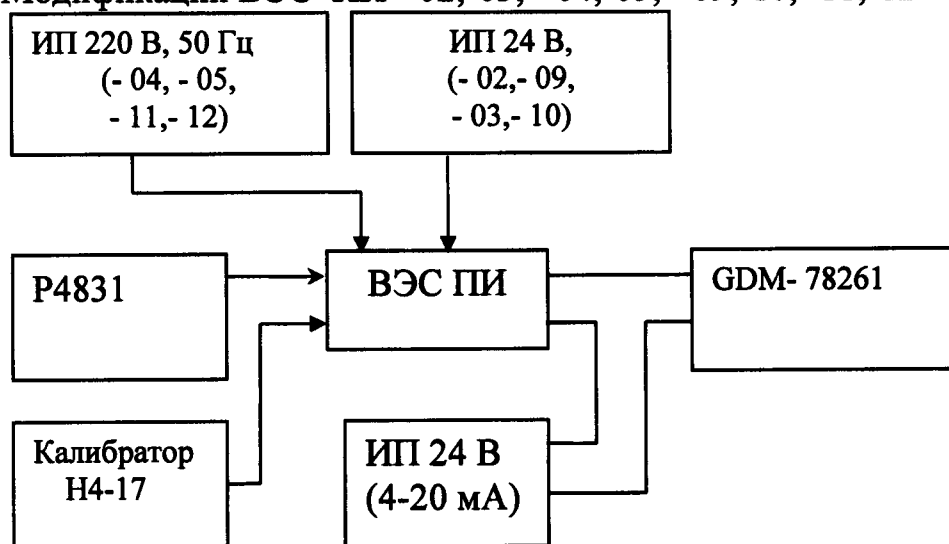 ИП 220 В, 50 Гц
(- 04, - 05,
- 11,- 12)
ИП 24 В,
(- 02,- 09,
- 03,- 10)
Р4831
ВЭС ПИ
GDM- 78261
Калибратор
Н4-17
ИП 24 В
(4-20 мА)